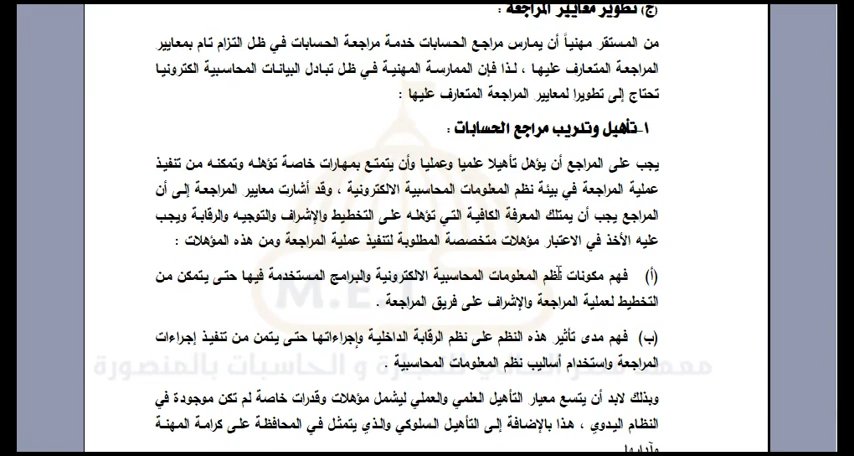 (ج) تطوير معايير المراجعة :
من المستقر مهنياً أن يمارس مراجع الحسابات خدمة مراجعة الحسابات في ظل التزام تام بمعايير
المراجعة المتعارف عليها ، لذا فإن الممارسة المهنية في ظل تبادل البيانات المحاسبية الكترونيا
تحتاج إلى تطويرا لمعايير المراجعة المتعارف عليها :
١- تأهيل وتدريب مراجع الحسابات :
يجب على المراجع أن يؤهل تأهيلا علميا وعمليا وأن يتمتع بمهارات خاصة تؤهله وتمكنه من تنفيذ
عملية المراجعة في بيئة نظم المعلومات المحاسبية الالكترونية ، وقد أشارت معايير المراجعة إلى أن
المراجع يجب أن يمتلك المعرفة الكافية التي تؤهله على التخطيط والإشراف والتوجيه والرقابة ويجب
عليه الأخذ في الاعتبار مؤهلات متخصصة المطلوبة لتنفيذ عملية المراجعة ومن هذه المؤهلات :
(أ) فهم مكونات نظم المعلومات المحاسبية الالكترونية والبرامج المستخدمة فيها حتى يتمكن من
التخطيط لعملية المراجعة والإشراف على فريق المراجعة .
M.E.T
(ب) فهم مدى تأثير هذه النظم على نظم الرقابة الداخلية وإجراءاتها حتى يتمن من تنفيذ إجراءات
المراجعة واستخدام أساليب نظم المعلومات المحاسبية .
و الحاسبات بالمنصورة
وبذلك لابد أن يتسع معيار التأهيل العلمي والعملي ليشمل مؤهلات وقدرات خاصة لم تكن موجودة في
النظام اليدوي ، هذا بالإضافة إلى التأهيل السلوكي والذي يتمثل في المحافظة على كرامة المهنة